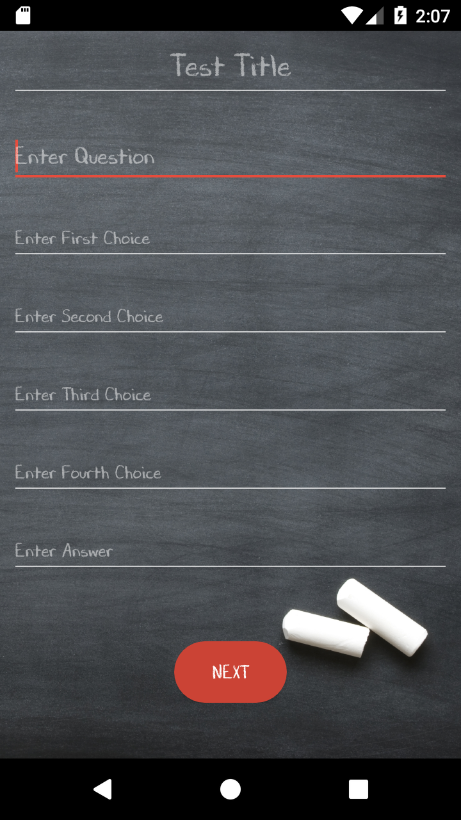 2:07
Test Title
Enter Question
Enter First Choice
Enter Second Choice
Enter Third Choice
Enter Fourth Choice
Enter Answer
NEXT